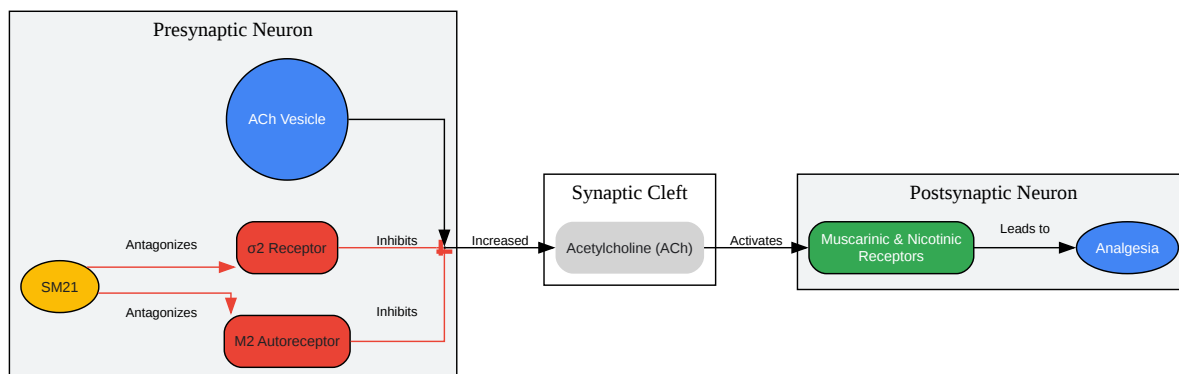 Presynaptic Neuron
ACh Vesicle
Antagonizes
σ2 Receptor
Inhibits
SM21
Antagonizes
M2 Autoreceptor
Inhibits
Increased
Synaptic Cleft
Acetylcholine (ACh)
Activates
Postsynaptic Neuron
Muscarinic & Nicotinic
Receptors
Leads to
Analgesia